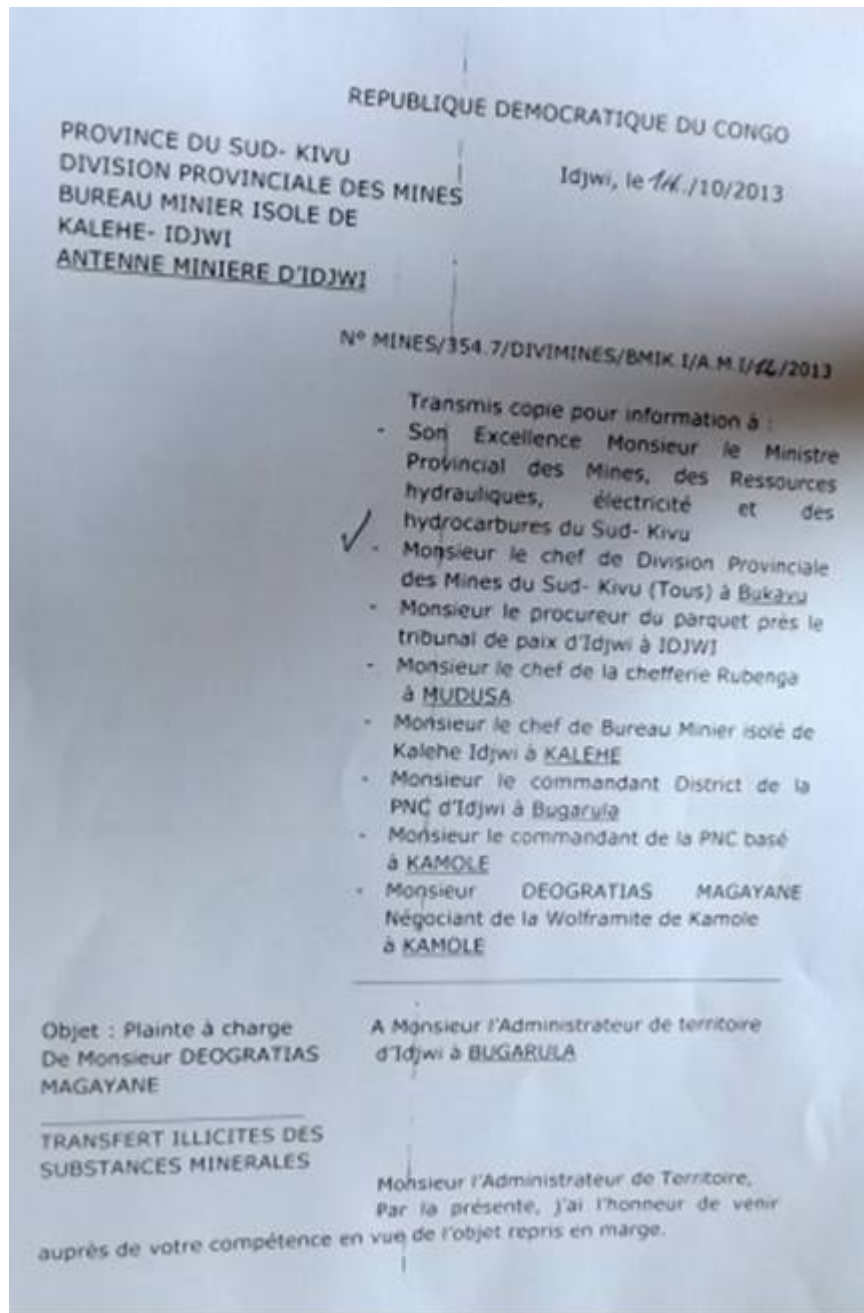 REPUBLIQUE DEMOCRATIQUE DU CONGO
PROVINCE DU SUD- KIVU
DIVISION PROVINCIALE DES MINES
BUREAU MINIER ISOLE DE
KALEHE- IDJWI
ANTENNE MINIERE D'IDJWI
Idjwi, le /10/2013
Nº MINES/354.7/DIVIMINES/BMIK.I/A.M.I/ /2013
Transmis copie pour information à :
- Son Excellence Monsieur le Ministre
Provincial des Mines, des Ressources
hydrauliques, électricité et des
hydrocarbures du Sud- Kivu
- Monsieur le chef de Division Provinciale
des Mines du Sud- Kivu (Tous) à Bukavu
- Monsieur le procureur du parquet près le
tribunal de paix d'Idjwi à IDJWI
- Monsieur le chef de la chefferie Rubenga
à MUDUSA
- Monsieur le chef de Bureau Minier isolé de
Kalehe Idjwi à KALEHE
- Monsieur le commandant District de la
PNC d'Idjwi à Bugarula
- Monsieur le commandant de la PNC basé
à KAMOLE
- Monsieur DEOGRATIAS MAGAYANE
Négociant de la Wolframite de Kamole
à KAMOLE
Objet : Plainte à charge
De Monsieur DEOGRATIAS
MAGAYANE
TRANSFERT ILLICITES DES
SUBSTANCES MINERALES
A Monsieur l'Administrateur de territoire
d'Idjwi à BUGARULA
Monsieur l'Administrateur de Territoire,
Par la présente, j'ai l'honneur de venir
auprès de votre compétence en vue de l'objet repris en marge.